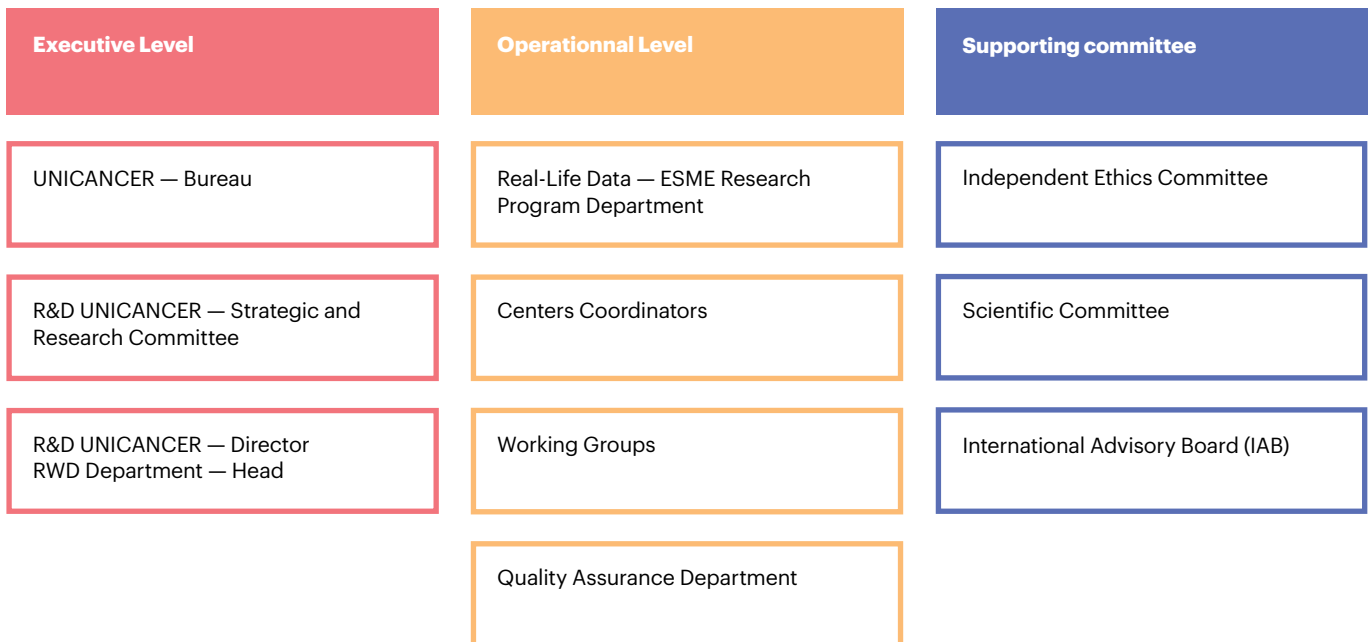 Executive Level
UNICANCER — Bureau
R&D UNICANCER — Strategic and
Research Committee
R&D UNICANCER — Director
RWD Department — Head
Operationnal Level
Real-Life Data — ESME Research
Program Department
Centers Coordinators
Working Groups
Quality Assurance Department
Supporting committee
Independent Ethics Committee
Scientific Committee
International Advisory Board (IAB)